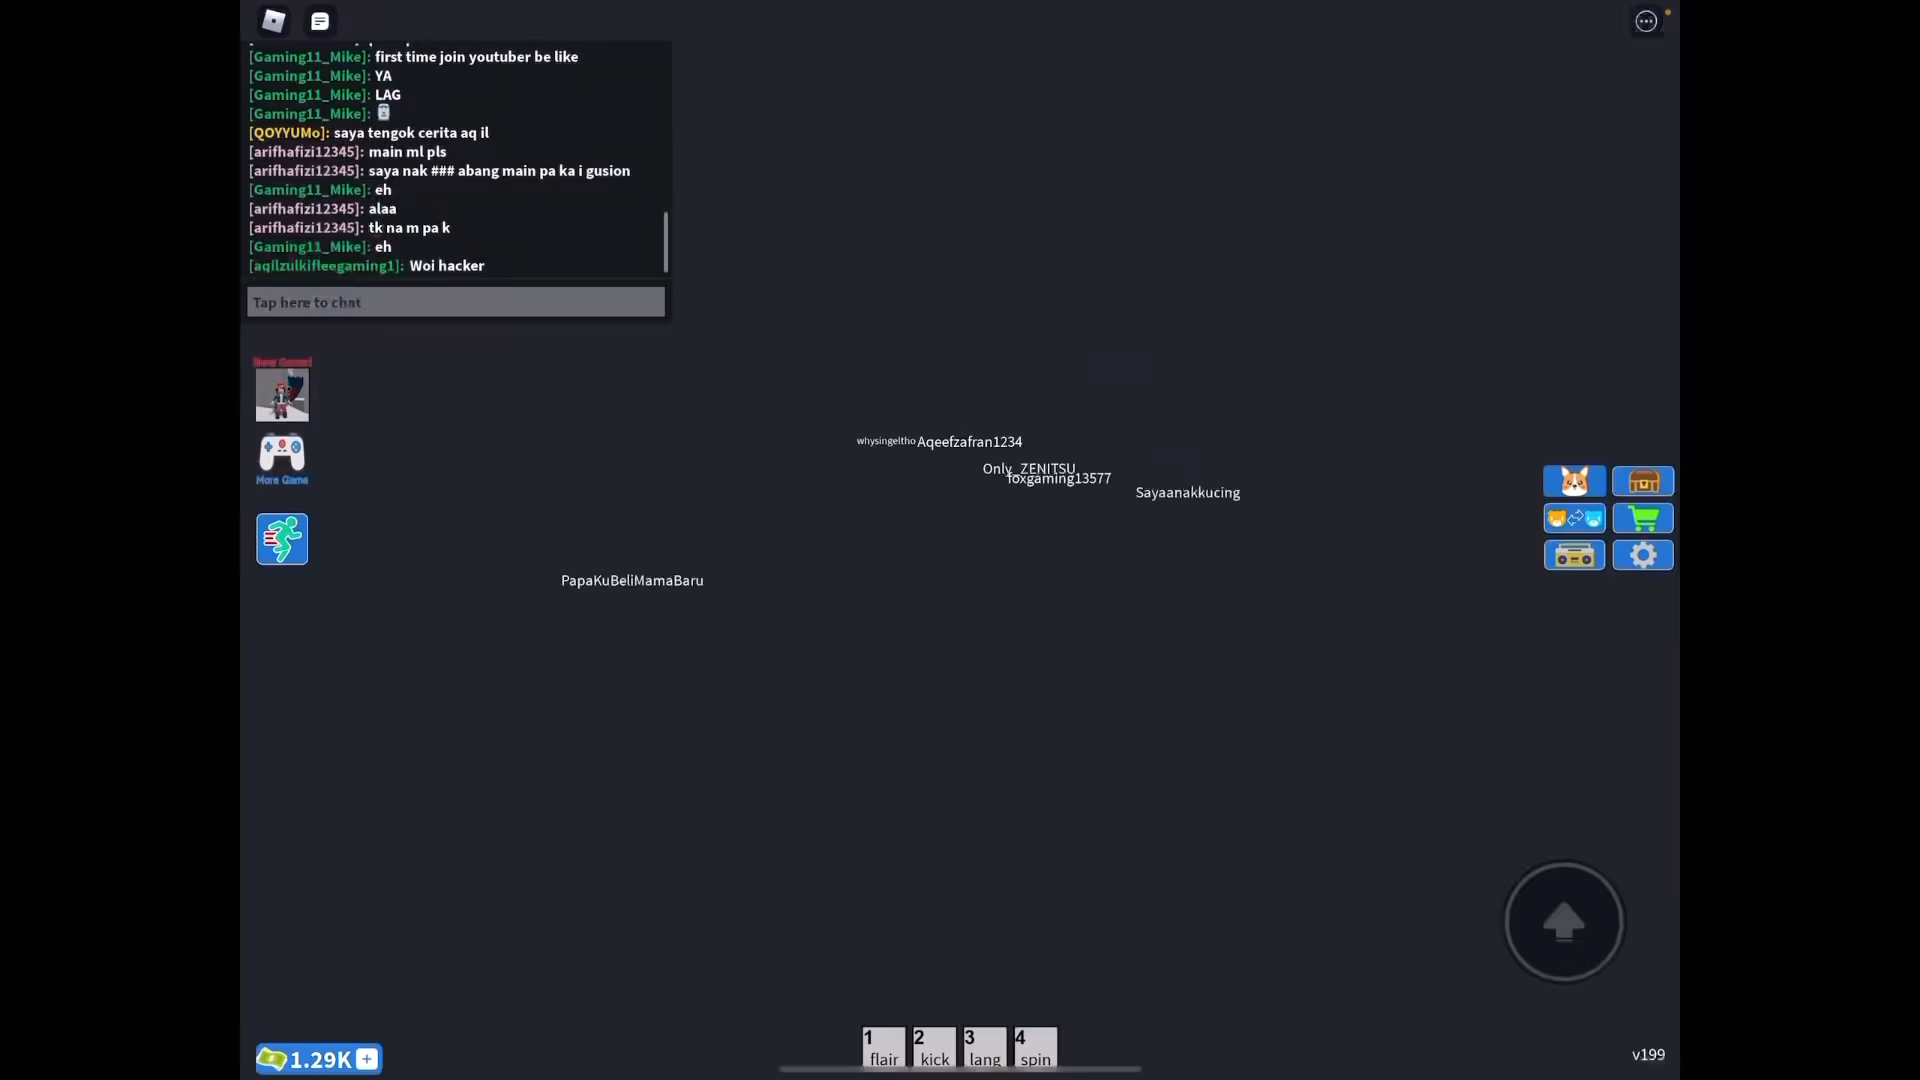 [Gaming11_Mike]: first time join youtuber be like
[Gaming11_Mike]: YA
[Gaming11_Mike]: LAG
[Gaming11_Mike]:
[QOYYUMo]: saya tengok cerita aq il
[arifhafizi12345]: main ml pls
[arifhafizi12345]: saya nak ### abang main pa ka i gusion
[Gaming11_Mike]: eh
[arifhafizi12345]: alaa
[arifhafizi12345]: tk na m pa k
[Gaming11_Mike]: eh
[aqilzulkifleegaming1]: Woi hacker
Tap here to chat
New Game!
More Game
whysingeltho Aqeefzafran1234
Only_ZENITSU
foxgaming13577
Sayaanakkucing
PapaKuBeliMamaBaru
1.29K +
1 2 3 4
flair kick lang spin
v199